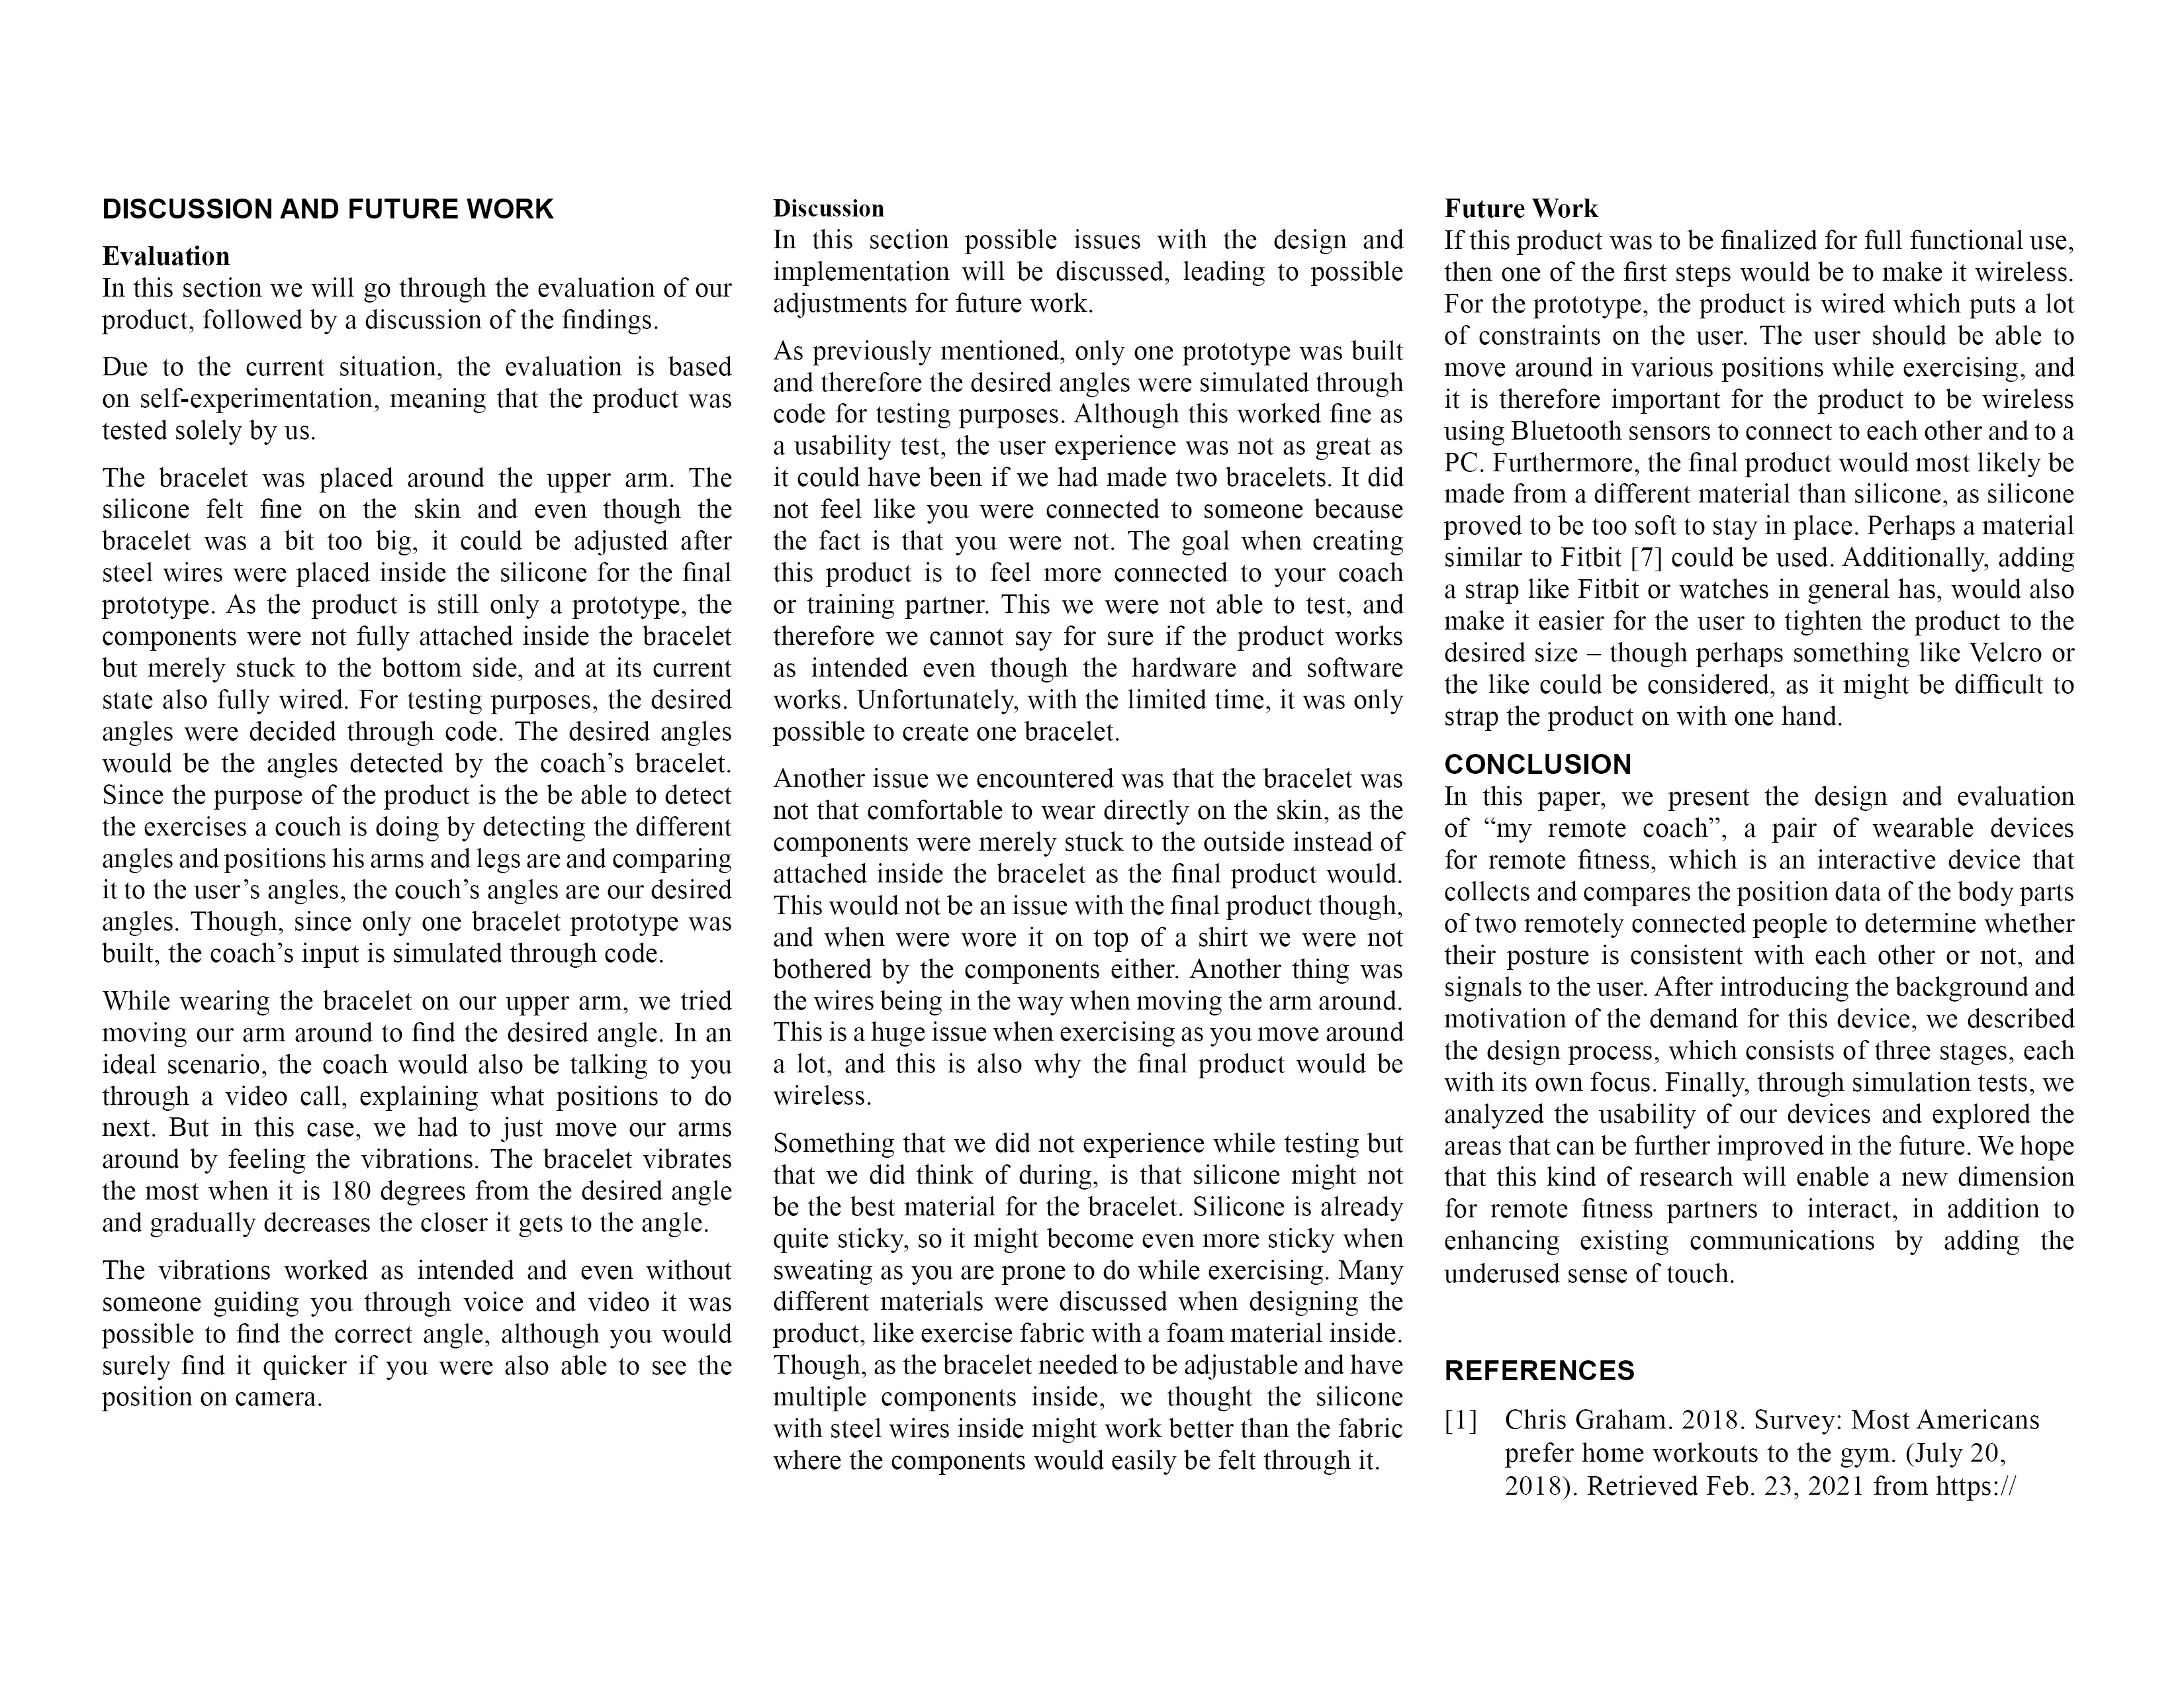 DISCUSSION AND FUTURE WORK
Evaluation
In this section we will go through the evaluation of our
product, followed by a discussion of the findings.
Due to the current situation, the evaluation is based
on self-experimentation, meaning that the product was
tested solely by us.
The bracelet was placed around the upper arm. The
silicone felt fine on the skin and even though the
bracelet was a bit too big, it could be adjusted after
steel wires were placed inside the silicone for the final
prototype. As the product is still only a prototype, the
components were not fully attached inside the bracelet
but merely stuck to the bottom side, and at its current
state also fully wired. For testing purposes, the desired
angles were decided through code. The desired angles
would be the angles detected by the coach’s bracelet.
Since the purpose of the product is the be able to detect
the exercises a couch is doing by detecting the different
angles and positions his arms and legs are and comparing
it to the user’s angles, the couch’s angles are our desired
angles. Though, since only one bracelet prototype was
built, the coach’s input is simulated through code.
While wearing the bracelet on our upper arm, we tried
moving our arm around to find the desired angle. In an
ideal scenario, the coach would also be talking to you
through a video call, explaining what positions to do
next. But in this case, we had to just move our arms
around by feeling the vibrations. The bracelet vibrates
the most when it is 180 degrees from the desired angle
and gradually decreases the closer it gets to the angle.
The vibrations worked as intended and even without
someone guiding you through voice and video it was
possible to find the correct angle, although you would
surely find it quicker if you were also able to see the
position on camera.
Discussion
In this section possible issues with the design and
implementation will be discussed, leading to possible
adjustments for future work.
As previously mentioned, only one prototype was built
and therefore the desired angles were simulated through
code for testing purposes. Although this worked fine as
a usability test, the user experience was not as great as
it could have been if we had made two bracelets. It did
not feel like you were connected to someone because
the fact is that you were not. The goal when creating
this product is to feel more connected to your coach
or training partner. This we were not able to test, and
therefore we cannot say for sure if the product works
as intended even though the hardware and software
works. Unfortunately, with the limited time, it was only
possible to create one bracelet.
Another issue we encountered was that the bracelet was
not that comfortable to wear directly on the skin, as the
components were merely stuck to the outside instead of
attached inside the bracelet as the final product would.
This would not be an issue with the final product though,
and when were wore it on top of a shirt we were not
bothered by the components either. Another thing was
the wires being in the way when moving the arm around.
This is a huge issue when exercising as you move around
a lot, and this is also why the final product would be
wireless.
Something that we did not experience while testing but
that we did think of during, is that silicone might not
be the best material for the bracelet. Silicone is already
quite sticky, so it might become even more sticky when
sweating as you are prone to do while exercising. Many
different materials were discussed when designing the
product, like exercise fabric with a foam material inside.
Though, as the bracelet needed to be adjustable and have
multiple components inside, we thought the silicone
with steel wires inside might work better than the fabric
where the components would easily be felt through it.
Future Work
If this product was to be finalized for full functional use,
then one of the first steps would be to make it wireless.
For the prototype, the product is wired which puts a lot
of constraints on the user. The user should be able to
move around in various positions while exercising, and
it is therefore important for the product to be wireless
using Bluetooth sensors to connect to each other and to a
PC. Furthermore, the final product would most likely be
made from a different material than silicone, as silicone
proved to be too soft to stay in place. Perhaps a material
similar to Fitbit [7] could be used. Additionally, adding
a strap like Fitbit or watches in general has, would also
make it easier for the user to tighten the product to the
desired size – though perhaps something like Velcro or
the like could be considered, as it might be difficult to
strap the product on with one hand.
CONCLUSION
In this paper, we present the design and evaluation
of “my remote coach”, a pair of wearable devices
for remote fitness, which is an interactive device that
collects and compares the position data of the body parts
of two remotely connected people to determine whether
their posture is consistent with each other or not, and
signals to the user. After introducing the background and
motivation of the demand for this device, we described
the design process, which consists of three stages, each
with its own focus. Finally, through simulation tests, we
analyzed the usability of our devices and explored the
areas that can be further improved in the future. We hope
that this kind of research will enable a new dimension
for remote fitness partners to interact, in addition to
enhancing existing communications by adding the
underused sense of touch.
REFERENCES
[1] Chris Graham. 2018. Survey: Most Americans
prefer home workouts to the gym. (July 20,
2018). Retrieved Feb. 23, 2021 from https://